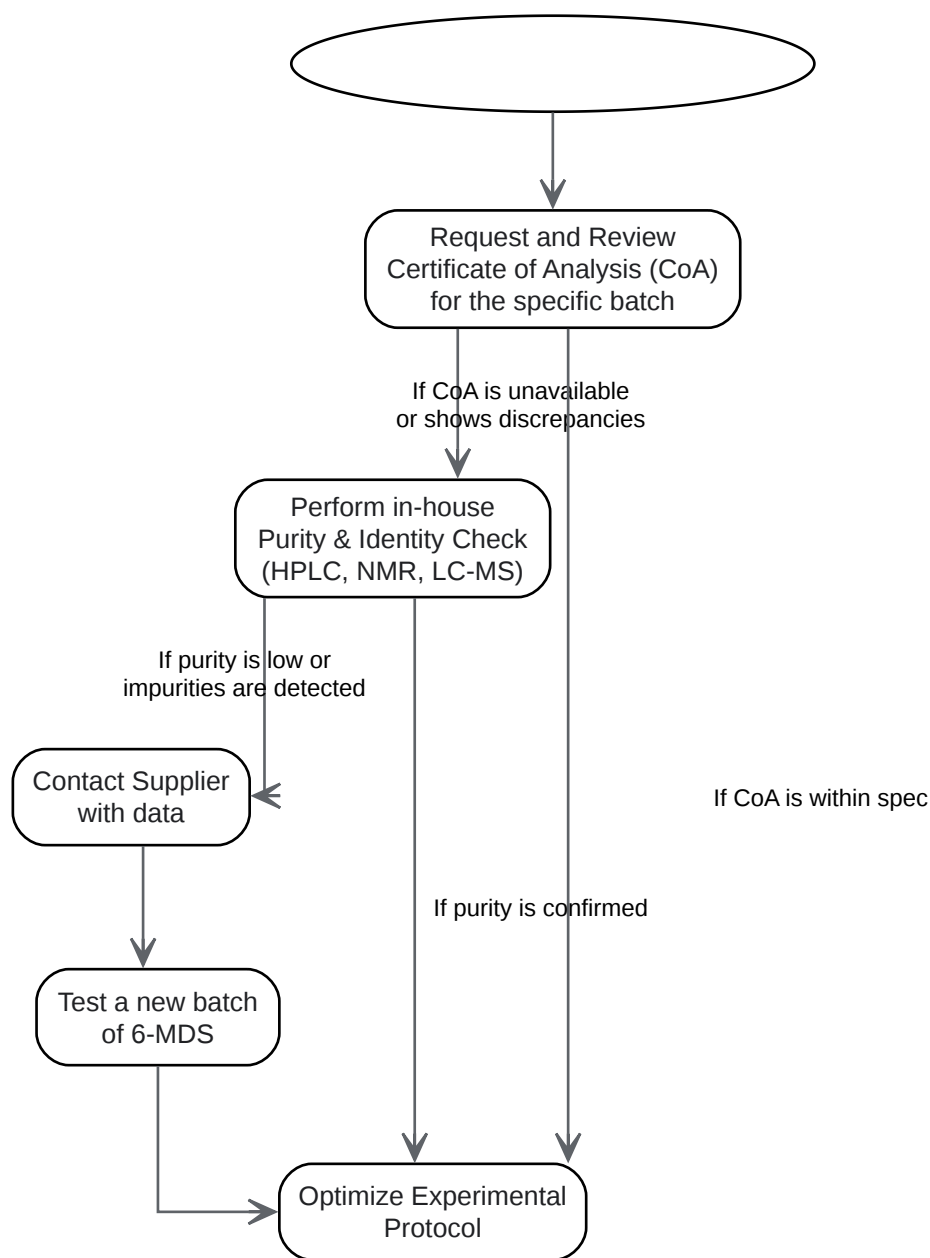 Request and Review
Certificate of Analysis (CoA)
for the specific batch
If CoA is unavailable
or shows discrepancies
Perform in-house
Purity & Identity Check
(HPLC, NMR, LC-MS)
If purity is low or
impurities are detected
Contact Supplier
with data
If CoA is within spec
If purity is confirmed
Test a new batch
of 6-MDS
Optimize Experimental
Protocol